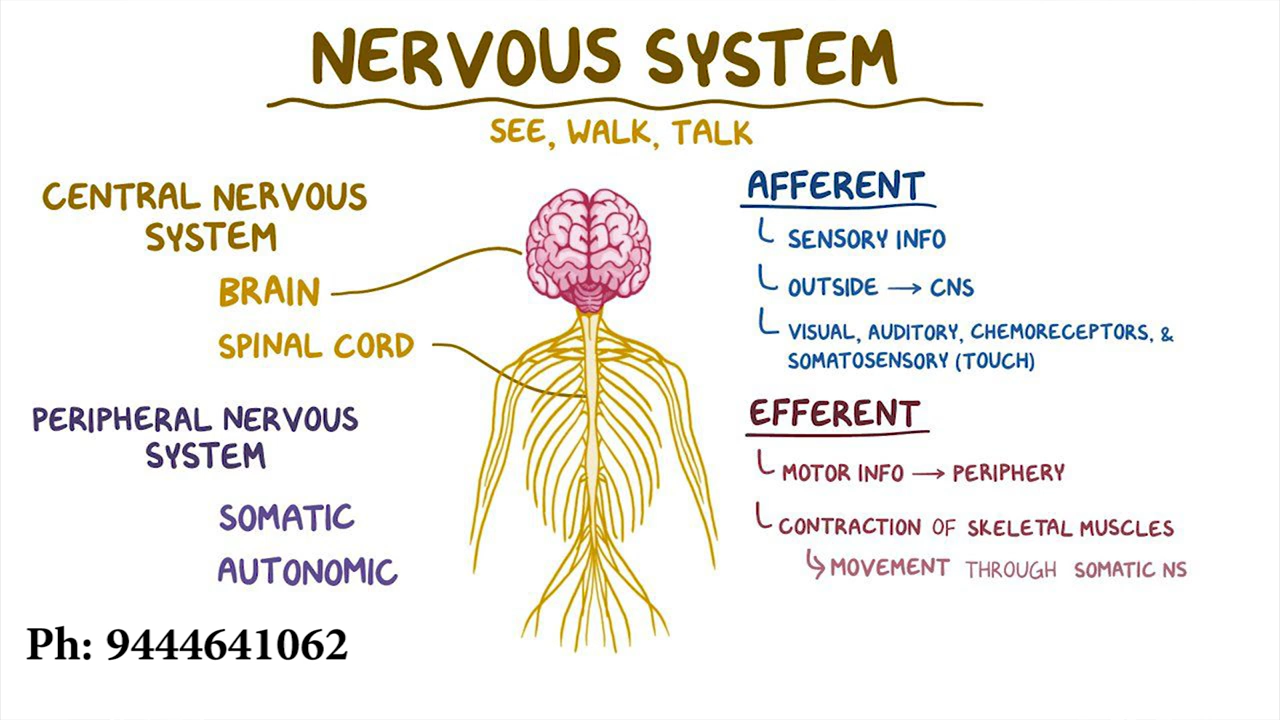 NERVOUS SYSTEM
SEE, WALK, TALK
CENTRAL NERVOUS
SYSTEM
BRAIN
SPINAL CORD
PERIPHERAL NERVOUS
SYSTEM
SOMATIC
AUTONOMIC
Ph: 9444641062
AFFERENT
SENSORY INFO
OUTSIDE → CNS
VISUAL, AUDITORY, CHEMORECEPTORS, &
SOMATOSENSORY (TOUCH)
EFFERENT
MOTOR INFO → PERIPHERY
CONTRACTION OF SKELETAL MUSCLES
↳ MOVEMENT THROUGH SOMATIC NS